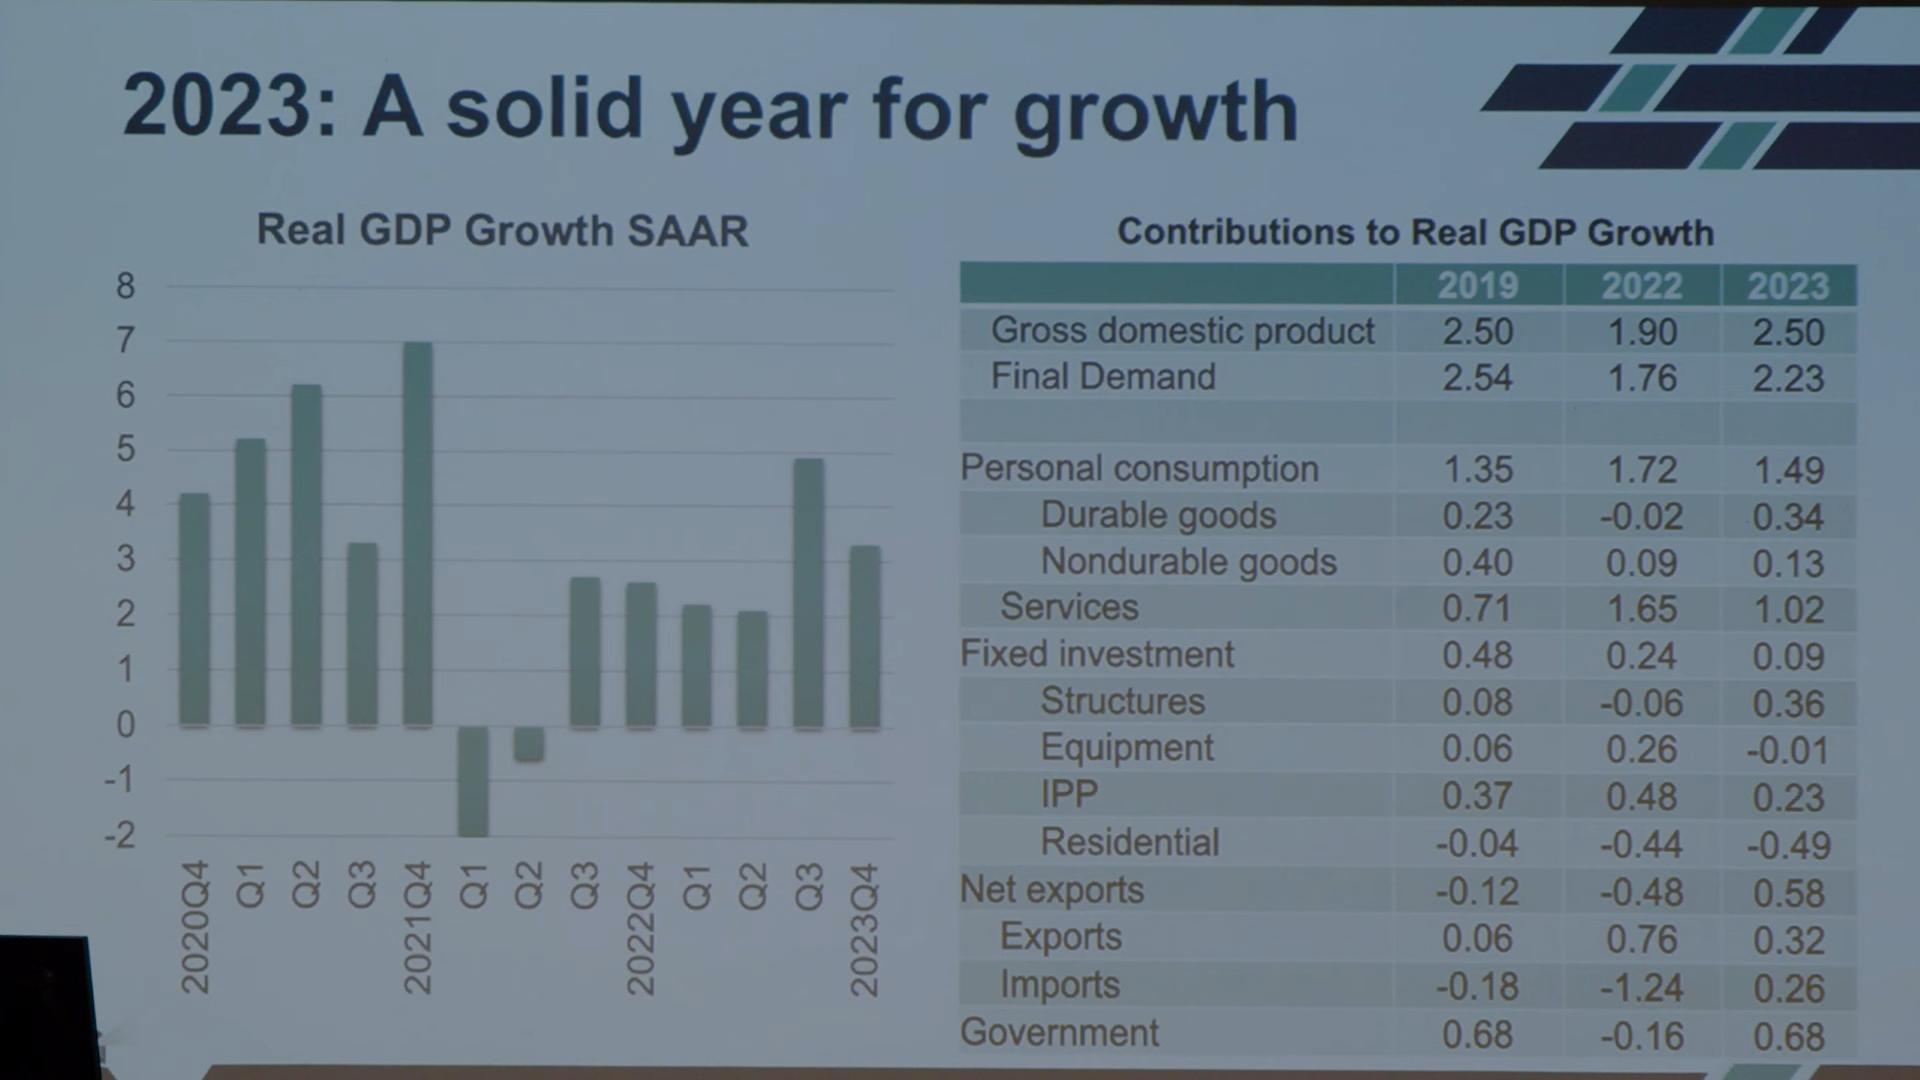 2023: A solid year for growth
Real GDP Growth SAAR
8
7
6
5
4
3
2
1
0
-1
-2
2020Q4 Q1 Q2 Q3 2021Q4 Q1 Q2 Q3 2022Q4 Q1 Q2 Q3 2023Q4
Contributions to Real GDP Growth
2019 2022 2023
Gross domestic product 2.50 1.90 2.50
Final Demand 2.54 1.76 2.23
Personal consumption 1.35 1.72 1.49
Durable goods 0.23 -0.02 0.34
Nondurable goods 0.40 0.09 0.13
Services 0.71 1.65 1.02
Fixed investment 0.48 0.24 0.09
Structures 0.08 -0.06 0.36
Equipment 0.06 0.26 -0.01
IPP 0.37 0.48 0.23
Residential -0.04 -0.44 -0.49
Net exports -0.12 -0.48 0.58
Exports 0.06 0.76 0.32
Imports -0.18 -1.24 0.26
Government 0.68 -0.16 0.68